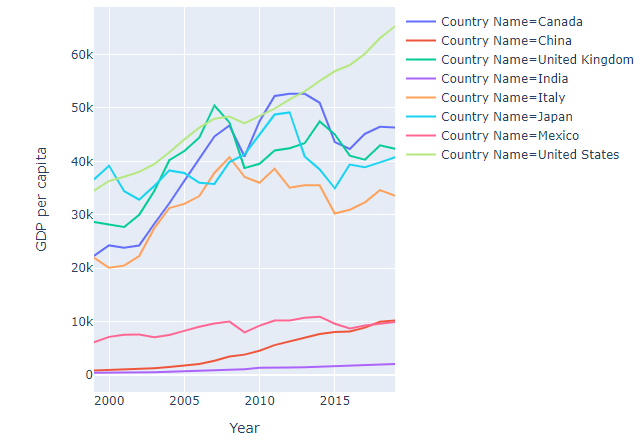 60k
50k
40k
30k
20k
10k
0
2000 2005 2010 2015
Year
GDP per capita
Country Name=Canada
Country Name=China
Country Name=United Kingdom
Country Name=India
Country Name=Italy
Country Name=Japan
Country Name=Mexico
Country Name=United States